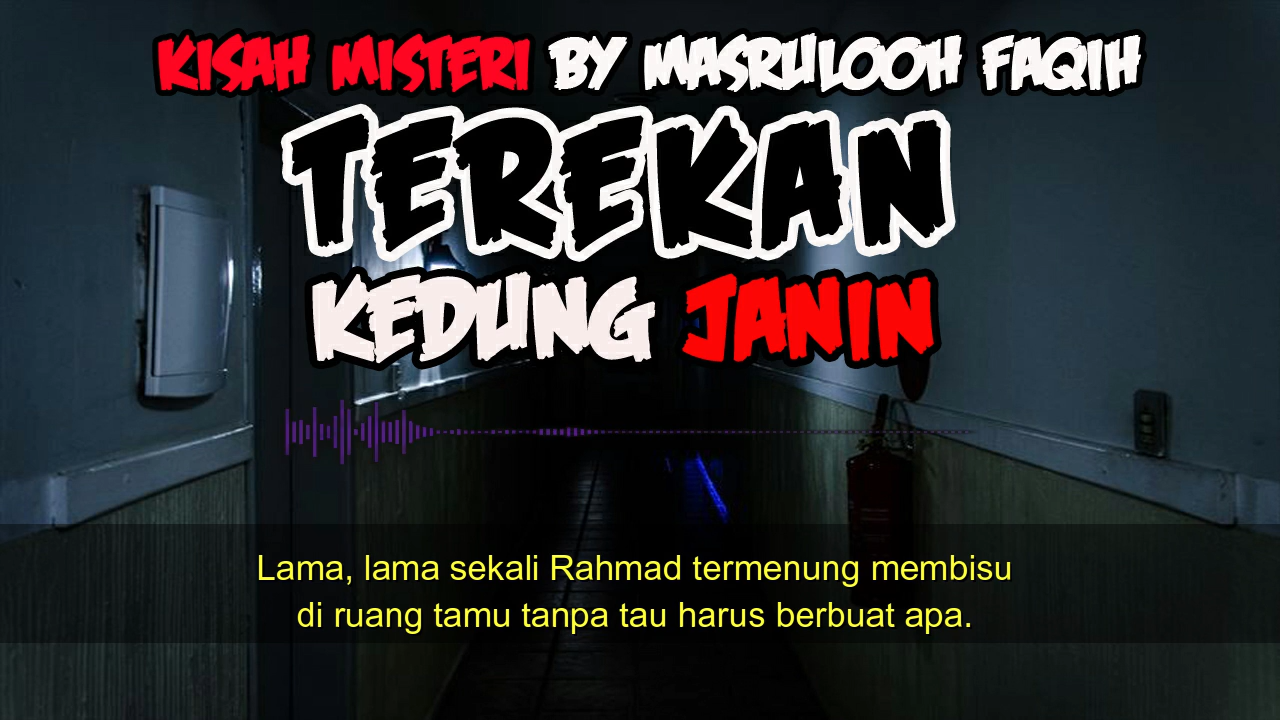 KISAH MISTERI BY MASRULOOH FAQIH
TEREKAN
KEDUNG JANIN
Lama, lama sekali Rahmad termenung membisu
di ruang tamu tanpa tau harus berbuat apa.